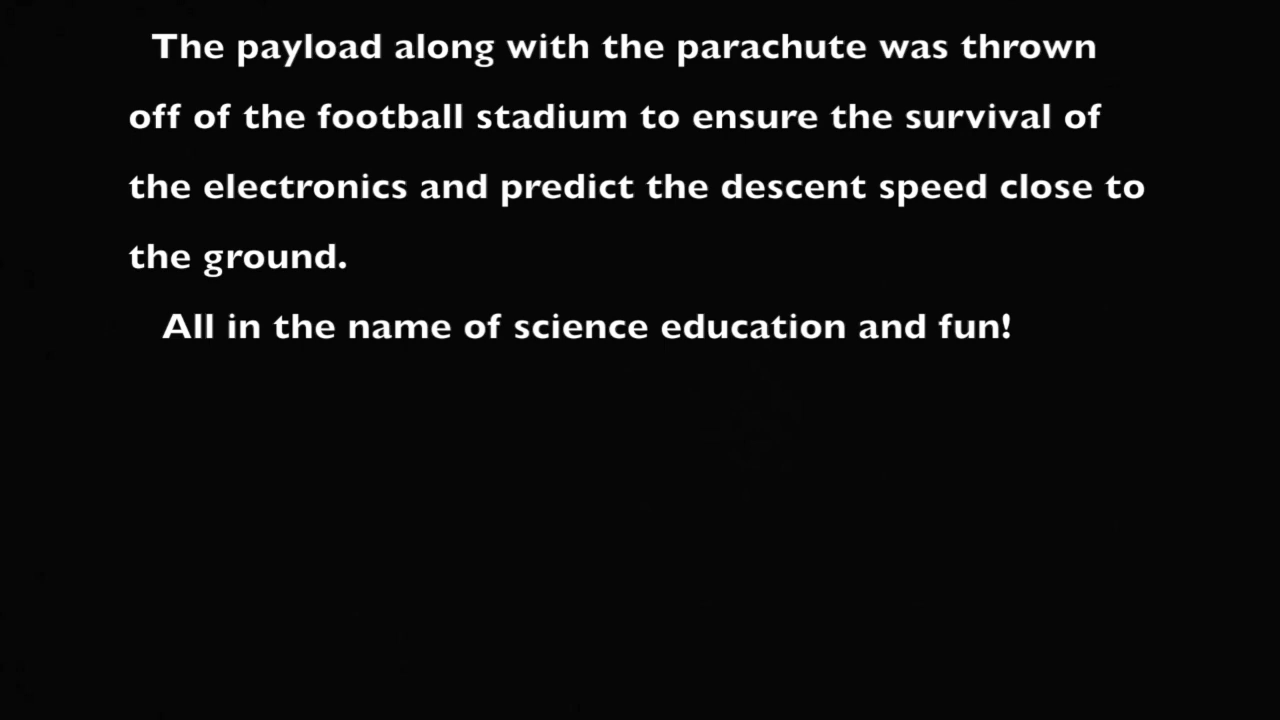 The payload along with the parachute was thrown
off of the football stadium to ensure the survival of
the electronics and predict the descent speed close to
the ground.
All in the name of science education and fun!